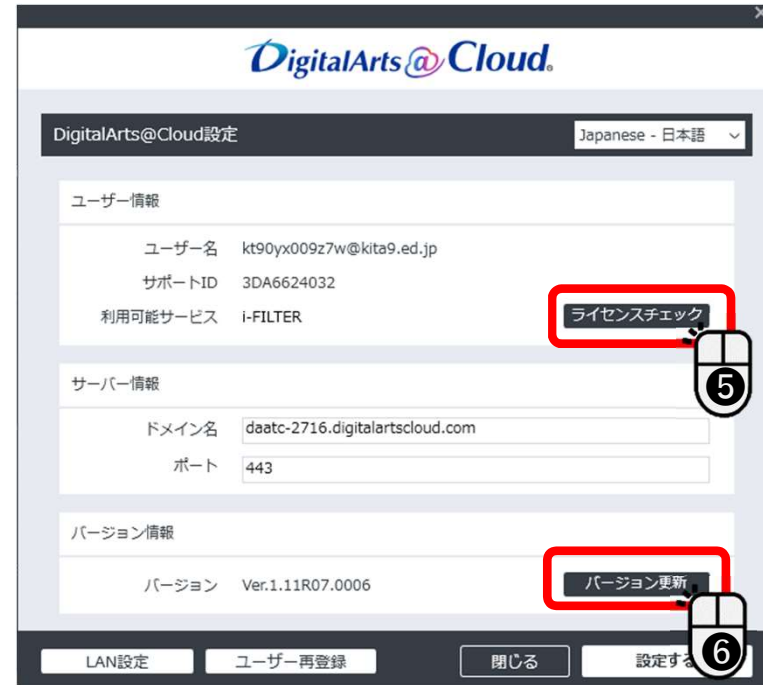 ×
DigitalArts@Cloud®
DigitalArts@Cloud設定
Japanese - 日本語
ユーザー情報
ユーザー名 kt90yx009z7w@kita9.ed.jp
サポートID 3DA6624032
利用可能サービス i-FILTER ライセンスチェック
❺
サーバー情報
ドメイン名 daatc-2716.digitalartscloud.com
ポート 443
バージョン情報
バージョン Ver.1.11R07.0006 バージョン更新
LAN設定 ユーザー再登録 閉じる 設定する
❻